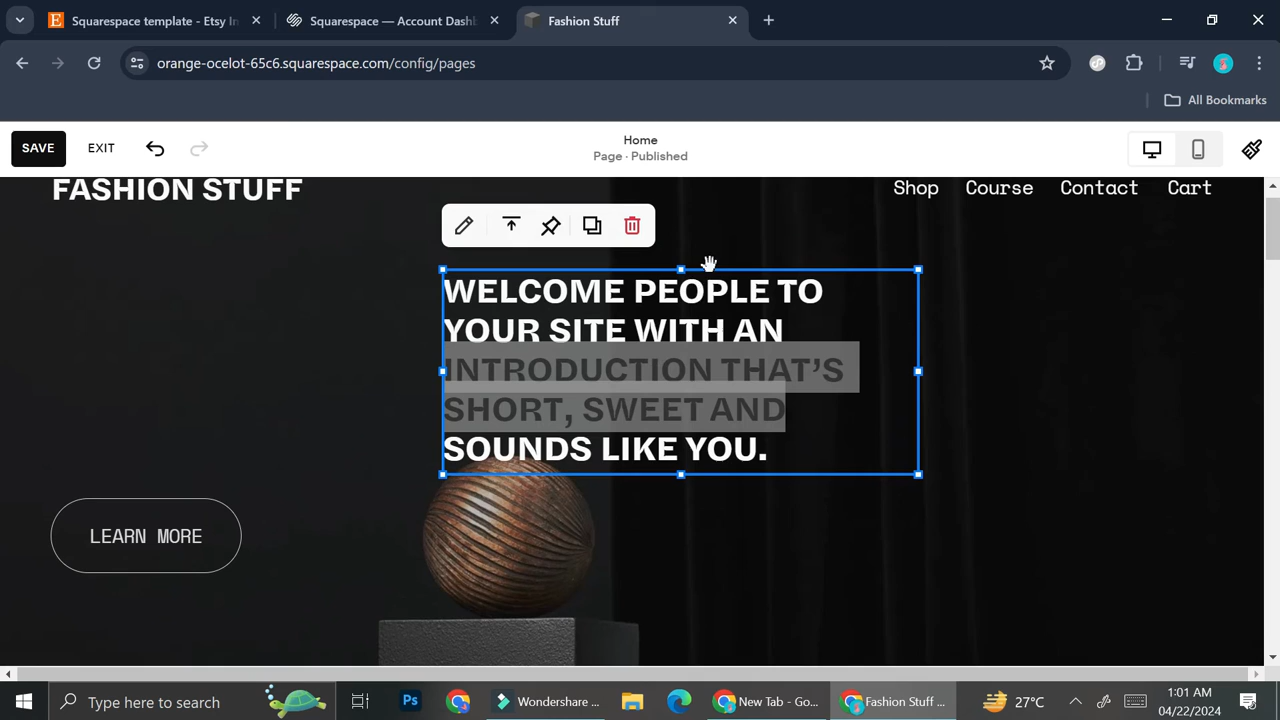 Squarespace template - Etsy In
Squarespace — Account Dashb
Fashion Stuff
orange-ocelot-65c6.squarespace.com/config/pages
All Bookmarks
SAVE
EXIT
Home
Page · Published
FASHION STUFF
Shop
Course
Contact
Cart
WELCOME PEOPLE TO
YOUR SITE WITH AN
INTRODUCTION THAT’S
SHORT, SWEET AND
SOUNDS LIKE YOU.
LEARN MORE
Type here to search
Ps
Wondershare ...
New Tab - Go...
Fashion Stuff ...
27°C
1:01 AM
04/22/2024